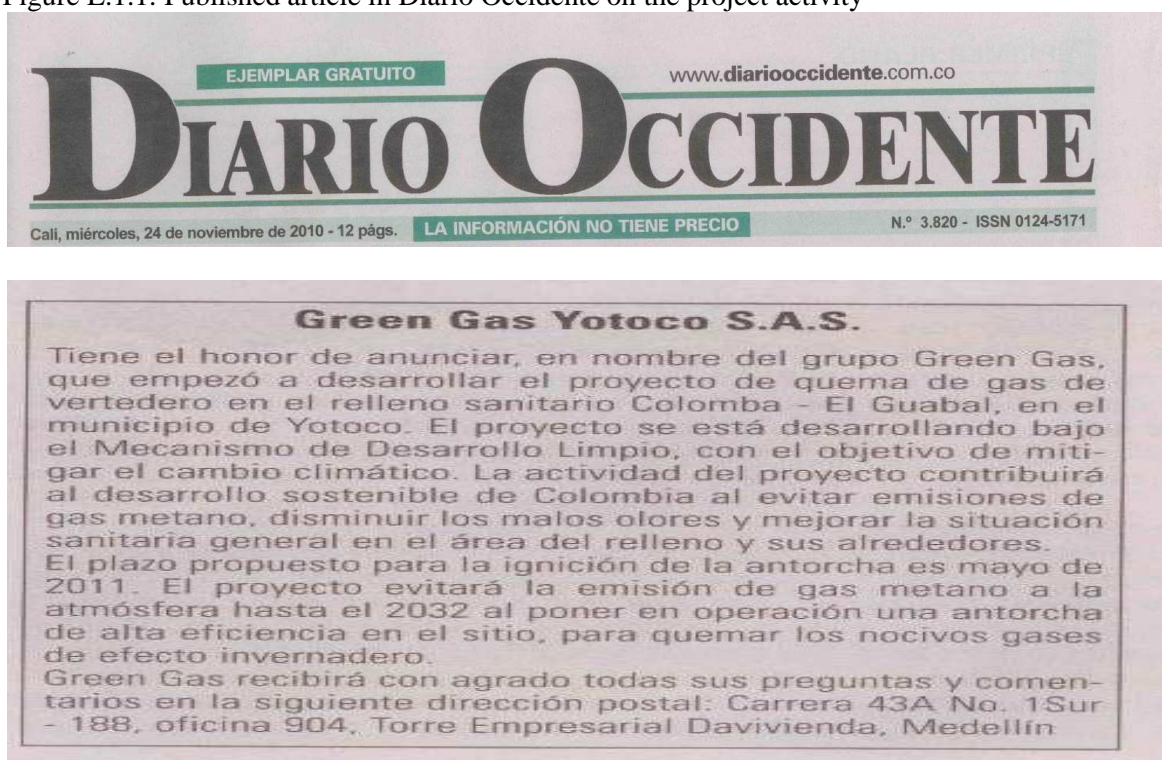 Figure E.1.1. Published article in Diario Occidente on the project activity
EJEMPLAR GRATUITO
www.diariooccidente.com.co
DIARIO OCCIDENTE
Cali, miércoles, 24 de noviembre de 2010 - 12 págs.
LA INFORMACIÓN NO TIENE PRECIO
N.º 3.820 - ISSN 0124-5171
Green Gas Yotoco S.A.S.
Tiene el honor de anunciar, en nombre del grupo Green Gas,
que empezó a desarrollar el proyecto de quema de gas de
vertedero en el relleno sanitario Colomba - El Guabal, en el
municipio de Yotoco. El proyecto se está desarrollando bajo
el Mecanismo de Desarrollo Limpio, con el objetivo de miti-
gar el cambio climático. La actividad del proyecto contribuirá
al desarrollo sostenible de Colombia al evitar emisiones de
gas metano, disminuir los malos olores y mejorar la situación
sanitaria general en el área del relleno y sus alrededores.
El plazo propuesto para la ignición de la antorcha es mayo de
2011. El proyecto evitará la emisión de gas metano a la
atmósfera hasta el 2032 al poner en operación una antorcha
de alta eficiencia en el sitio, para quemar los nocivos gases
de efecto invernadero.
Green Gas recibirá con agrado todas sus preguntas y comen-
tarios en la siguiente dirección postal: Carrera 43A No. 1Sur
- 188, oficina 904, Torre Empresarial Davivienda, Medellín